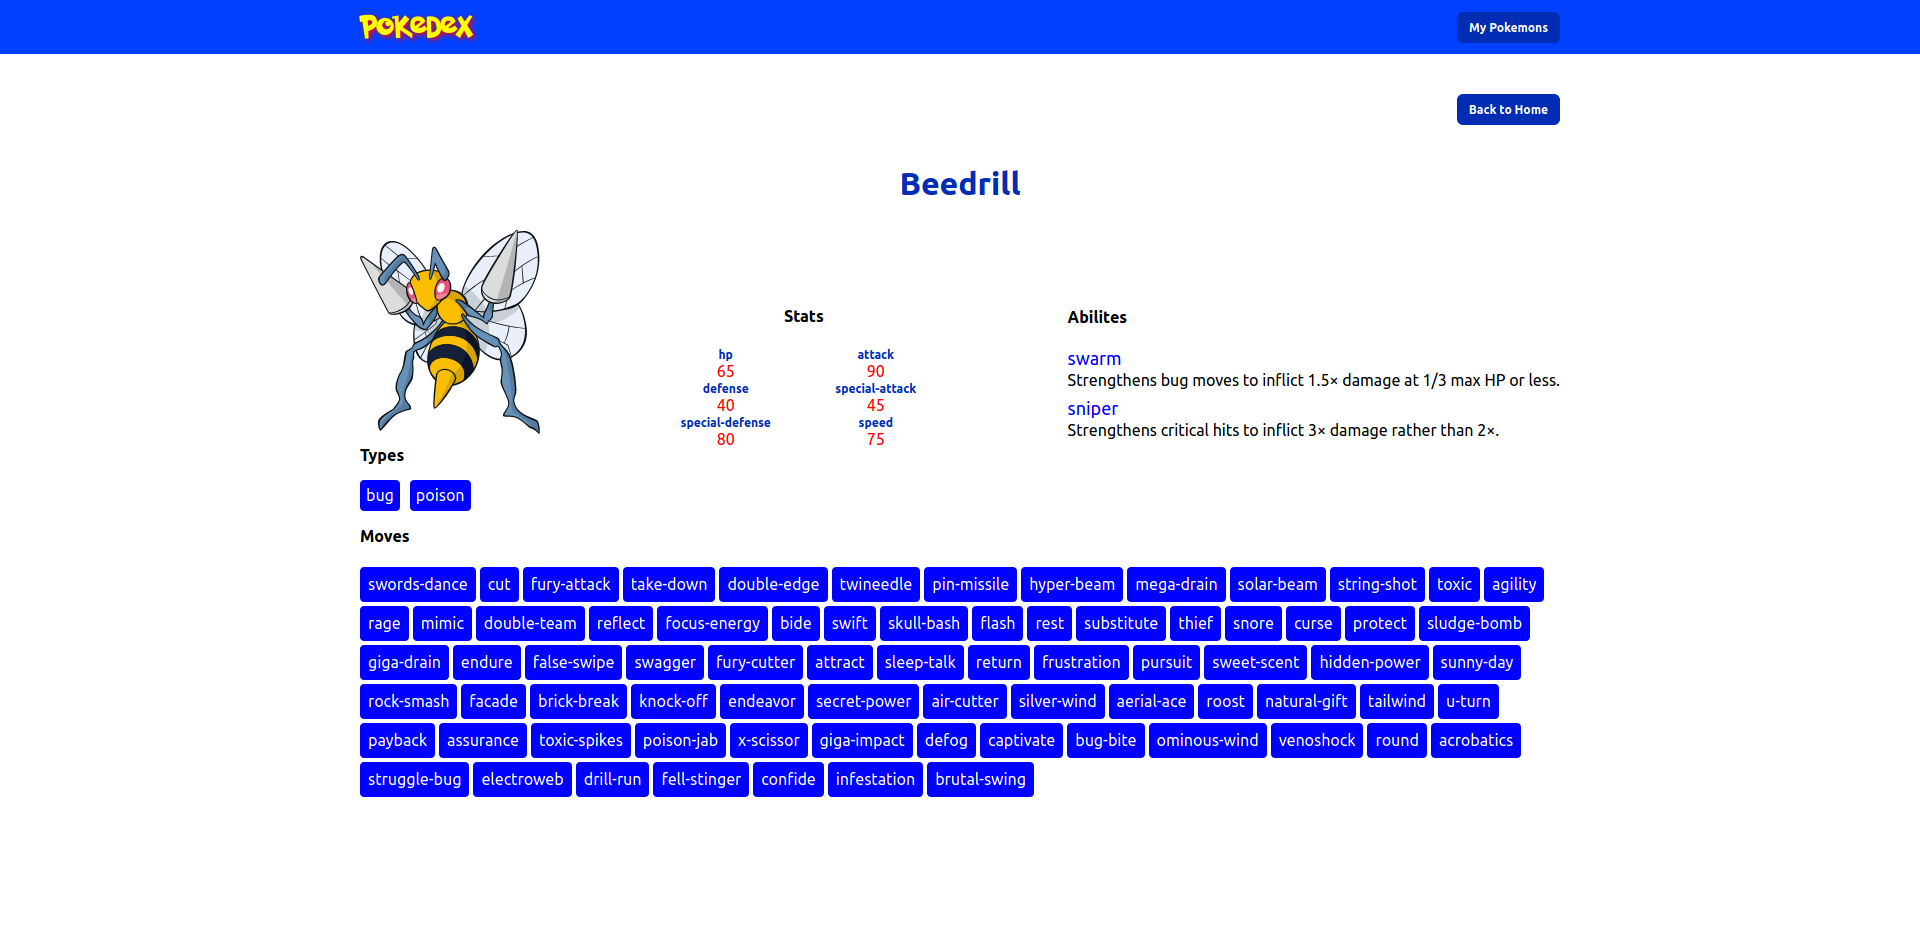 POKEDEX
My Pokemons
Back to Home
Beedrill
Stats
hp attack
65 90
defense special-attack
40 45
special-defense speed
80 75
Abilites
swarm
Strengthens bug moves to inflict 1.5× damage at 1/3 max HP or less.
sniper
Strengthens critical hits to inflict 3× damage rather than 2×.
Types
bug poison
Moves
swords-dance cut fury-attack take-down double-edge twineedle pin-missile hyper-beam mega-drain solar-beam string-shot toxic agility
rage mimic double-team reflect focus-energy bide swift skull-bash flash rest substitute thief snore curse protect sludge-bomb
giga-drain endure false-swipe swagger fury-cutter attract sleep-talk return frustration pursuit sweet-scent hidden-power sunny-day
rock-smash facade brick-break knock-off endeavor secret-power air-cutter silver-wind aerial-ace roost natural-gift tailwind u-turn
payback assurance toxic-spikes poison-jab x-scissor giga-impact defog captivate bug-bite ominous-wind venoshock round acrobatics
struggle-bug electroweb drill-run fell-stinger confide infestation brutal-swing